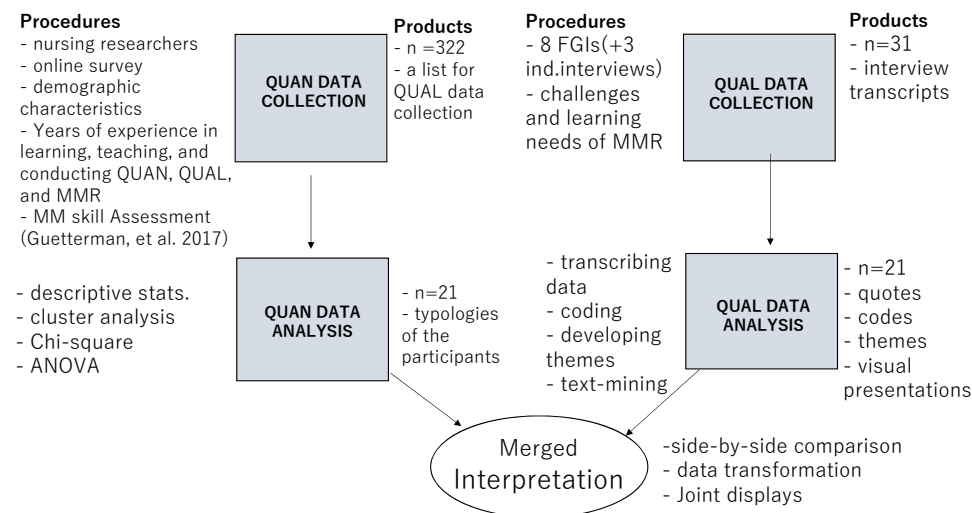 Procedures
- nursing researchers
- online survey
- demographic
characteristics
- Years of experience in
learning, teaching, and
conducting QUAN, QUAL,
and MMR
- MM skill Assessment
(Guetterman, et al. 2017)
QUAN DATA
COLLECTION
Products
- n =322
- a list for
QUAL data
collection
Procedures
- 8 FGIs(+3
ind.interviews)
- challenges
and learning
needs of MMR
QUAL DATA
COLLECTION
Products
- n=31
- interview
transcripts
- descriptive stats.
- cluster analysis
- Chi-square
- ANOVA
QUAN DATA
ANALYSIS
- n=21
- typologies
of the
participants
- transcribing
data
- coding
- developing
themes
- text-mining
QUAL DATA
ANALYSIS
- n=21
- quotes
- codes
- themes
- visual
presentations
Merged
Interpretation
-side-by-side comparison
- data transformation
- Joint displays